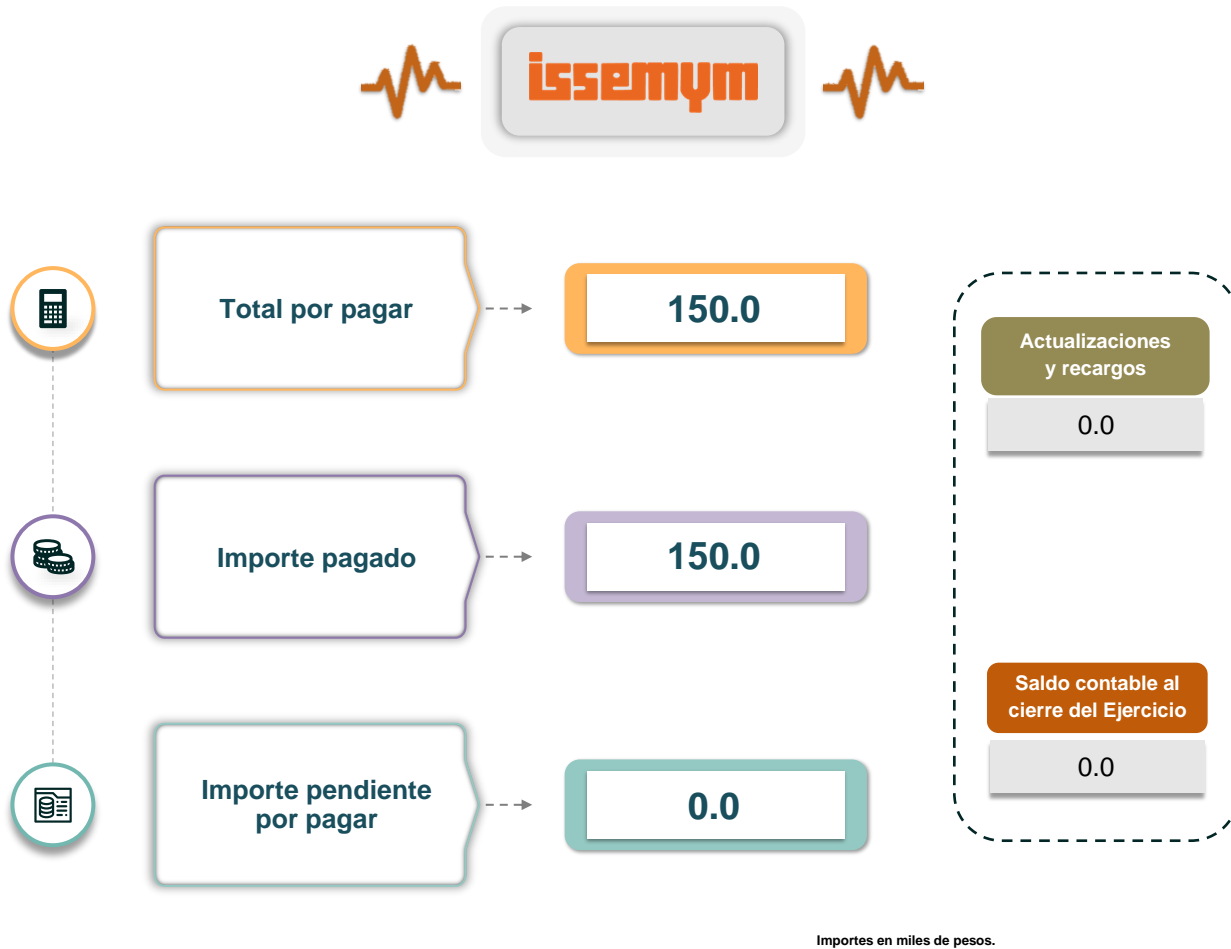 issemym
Total por pagar
150.0
Actualizaciones
y recargos
0.0
Importe pagado
150.0
Saldo contable al
cierre del Ejercicio
0.0
Importe pendiente
por pagar
0.0
Importes en miles de pesos.